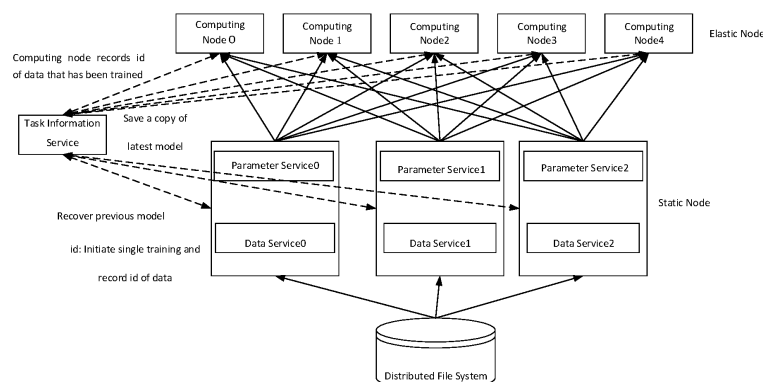 Computing
Node 0
Computing
Node 1
Computing
Node2
Computing
Node3
Computing
Node4
Elastic Node
Computing node records id
of data that has been trained
Task Information
Service
Save a copy of
latest model
Parameter Service0
Parameter Service1
Parameter Service2
Static Node
Recover previous model
id: Initiate single training and
record id of data
Data Service0
Data Service1
Data Service2
Distributed File System